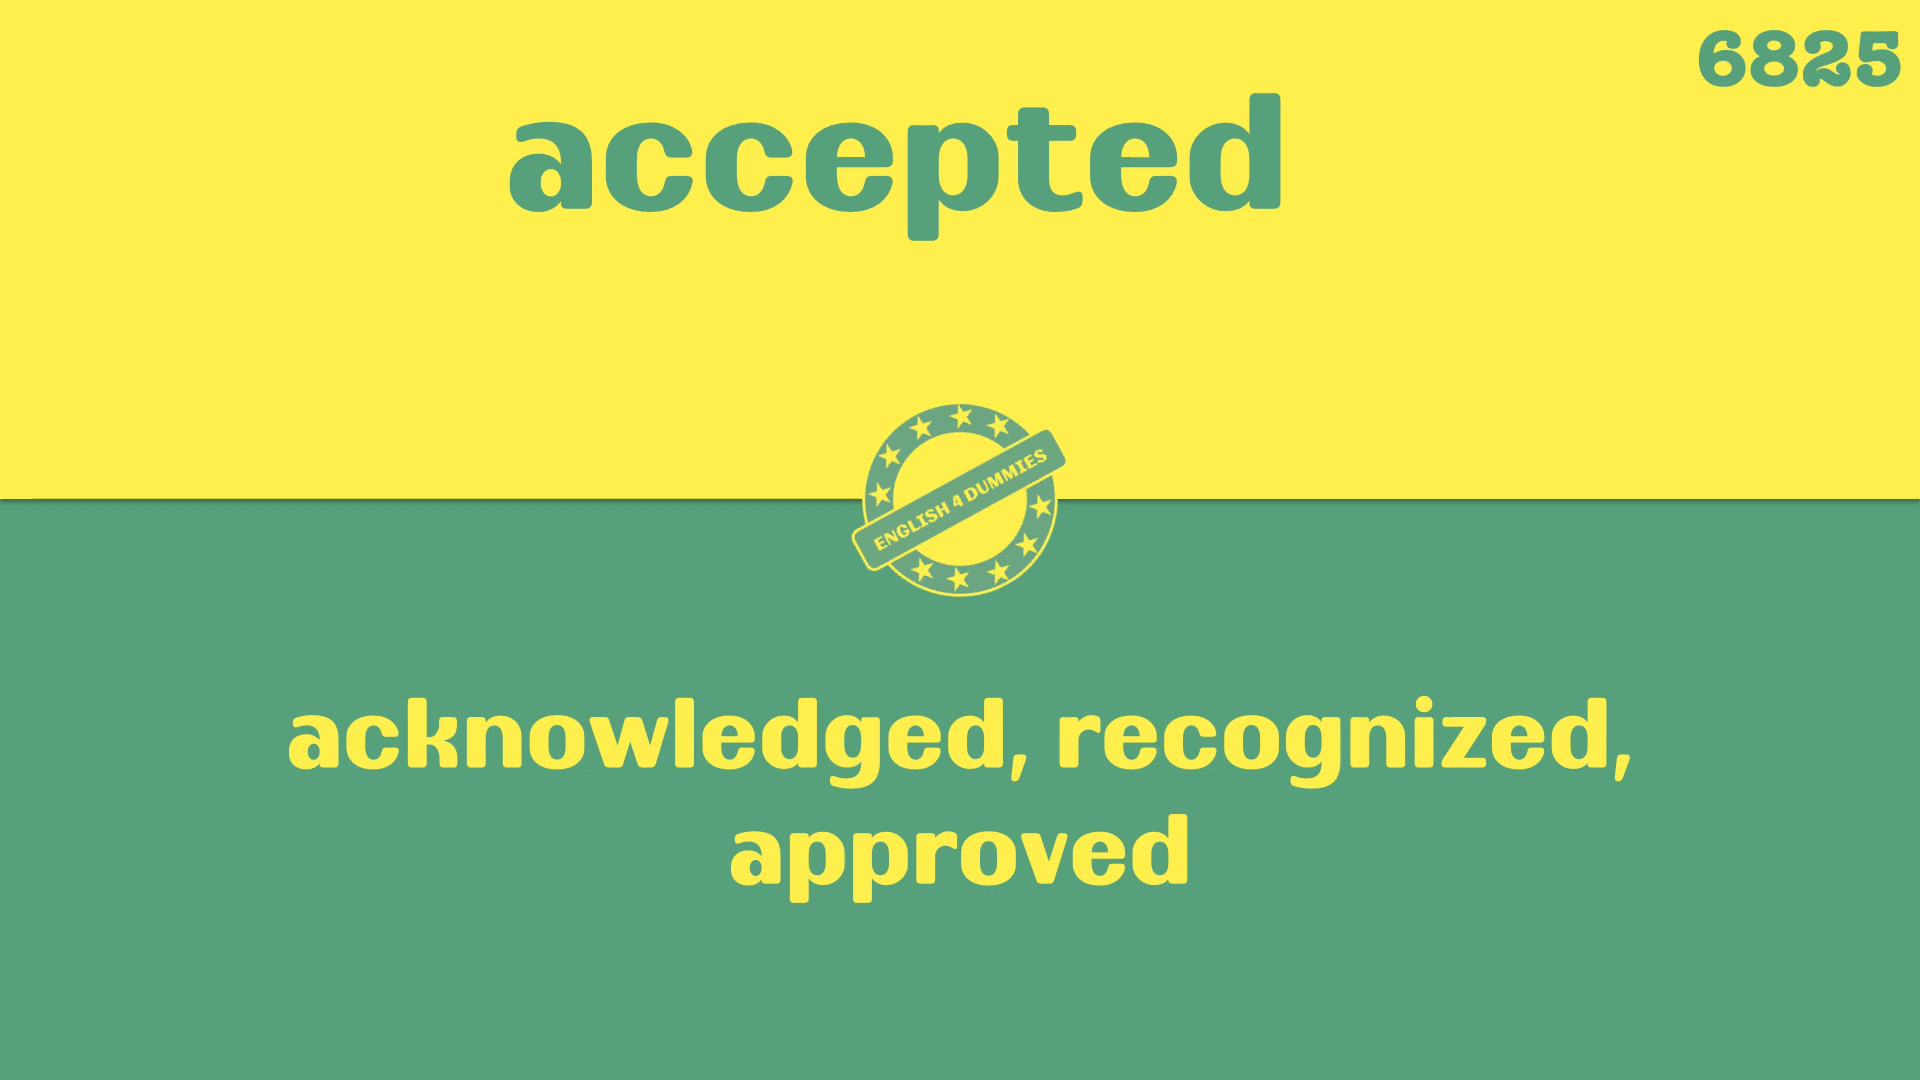 6825
accepted
ENGLISH 4 DUMMIES
acknowledged, recognized,
approved